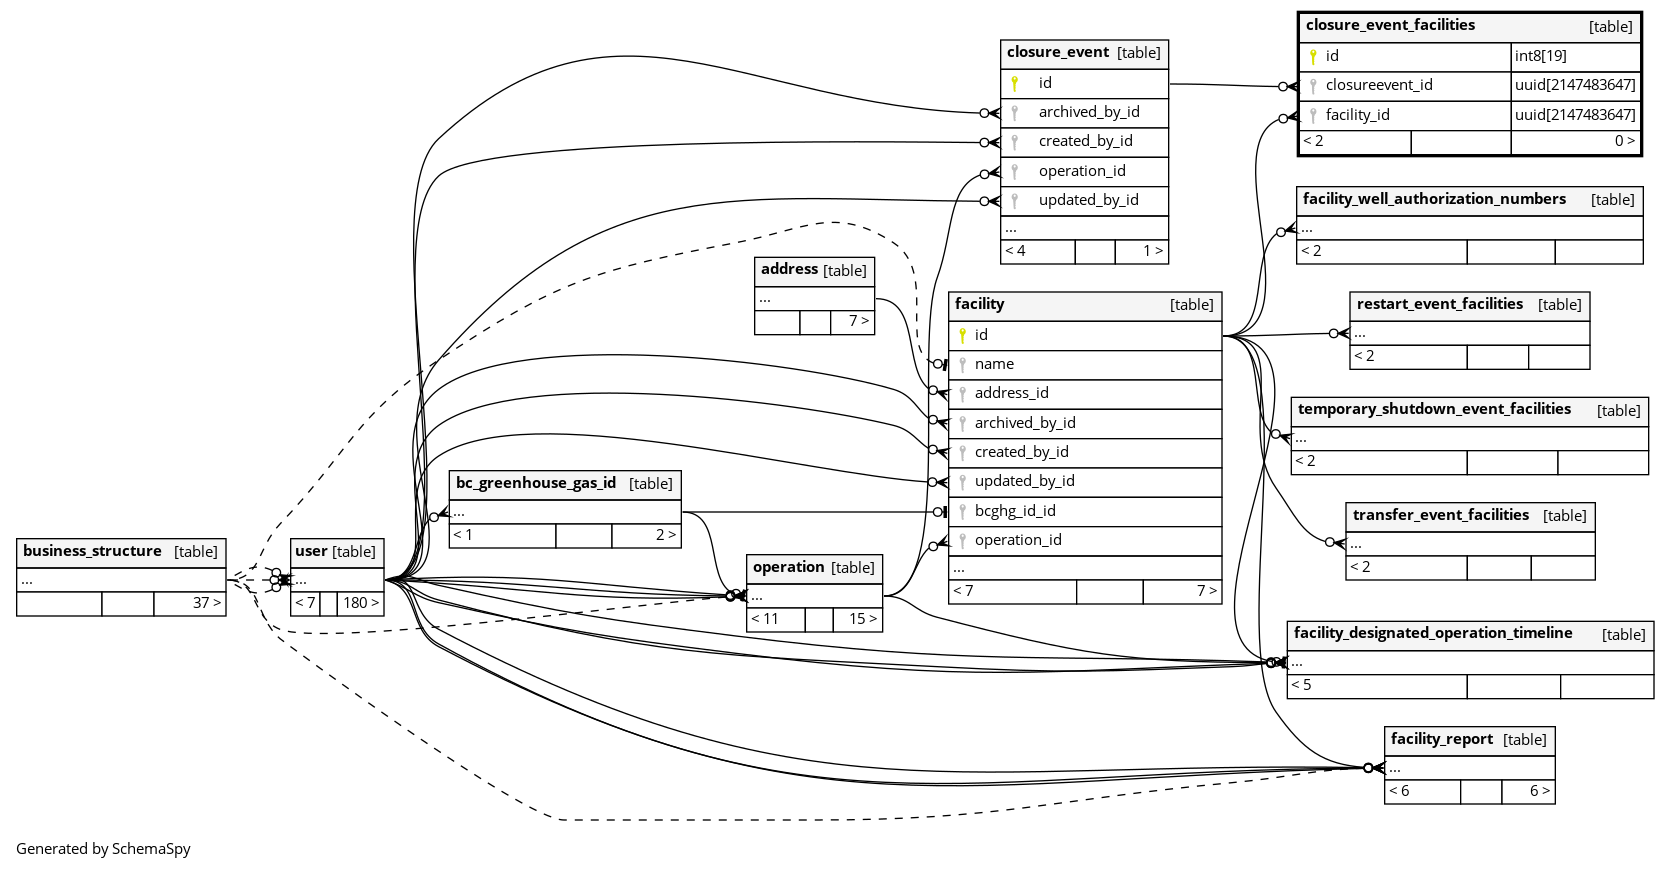 closure_event_facilities [table]
id int8[19]
closureevent_id uuid[2147483647]
facility_id uuid[2147483647]
< 2 0 >
closure_event [table]
id
archived_by_id
created_by_id
operation_id
updated_by_id
...
< 4 1 >
facility_well_authorization_numbers [table]
...
< 2
address [table]
...
7 >
facility [table]
id
name
address_id
archived_by_id
created_by_id
updated_by_id
bcghg_id_id
operation_id
...
< 7 7 >
restart_event_facilities [table]
...
< 2
temporary_shutdown_event_facilities [table]
...
< 2
bc_greenhouse_gas_id [table]
...
< 1 2 >
transfer_event_facilities [table]
...
< 2
business_structure [table]
...
37 >
user [table]
...
< 7 180 >
operation [table]
...
< 11 15 >
facility_designated_operation_timeline [table]
...
< 5
facility_report [table]
...
< 6 6 >
Generated by SchemaSpy